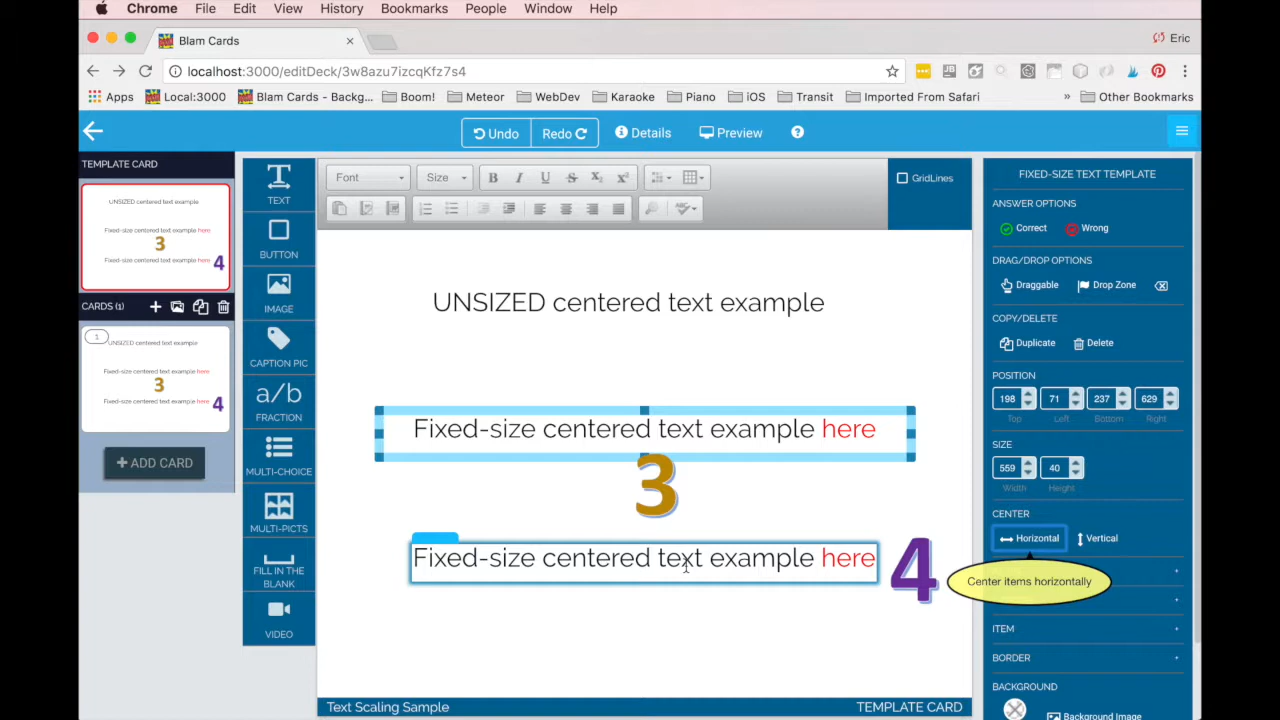 Chrome File Edit View History Bookmarks People Window Help
Blam Cards Eric
localhost:3000/editDeck/3w8azu7izcqKfz7s4
Apps Local:3000 Blam Cards - Backg... Boom! Meteor WebDev Karaoke Piano iOS Transit Imported From Safari » Other Bookmarks
Undo Redo Details Preview ?
TEMPLATE CARD
UNSIZED centered text example
Fixed-size centered text example here
3
Fixed-size centered text example here 4
CARDS (1)
1
UNSIZED centered text example
Fixed-size centered text example here
3
Fixed-size centered text example here 4
+ ADD CARD
TEXT
BUTTON
IMAGE
CAPTION PIC
a/b
FRACTION
MULTI-CHOICE
MULTI-PICTS
FILL IN THE
BLANK
VIDEO
Font Size B I U S x₂ x²
ABC
GridLines
UNSIZED centered text example
Fixed-size centered text example here
3
Fixed-size centered text example here
4
Text Scaling Sample TEMPLATE CARD
FIXED-SIZE TEXT TEMPLATE
ANSWER OPTIONS
Correct Wrong
DRAG/DROP OPTIONS
Draggable Drop Zone
COPY/DELETE
Duplicate Delete
POSITION
198 71 237 629
Top Left Bottom Right
SIZE
559 40
Width Height
CENTER
Horizontal Vertical
Center items horizontally
+
+
ITEM +
BORDER +
BACKGROUND
Background Image